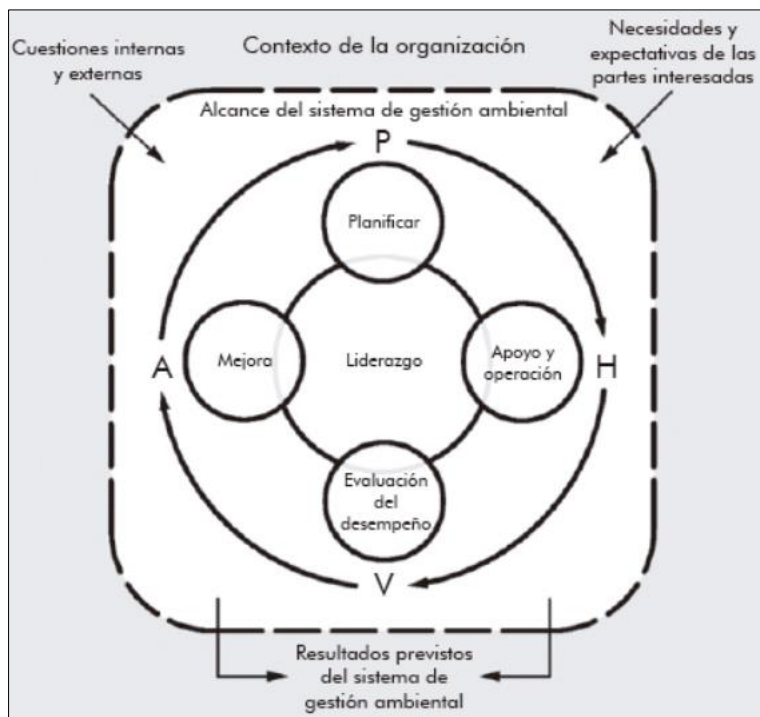 Cuestiones internas
y externas
Contexto de la organización
Necesidades y
expectativas de las
partes interesadas
Alcance del sistema de gestión ambiental
P
Planificar
A
Mejora
Liderazgo
Apoyo y
operación
H
Evaluación
del
desempeño
V
Resultados previstos
del sistema de
gestión ambiental